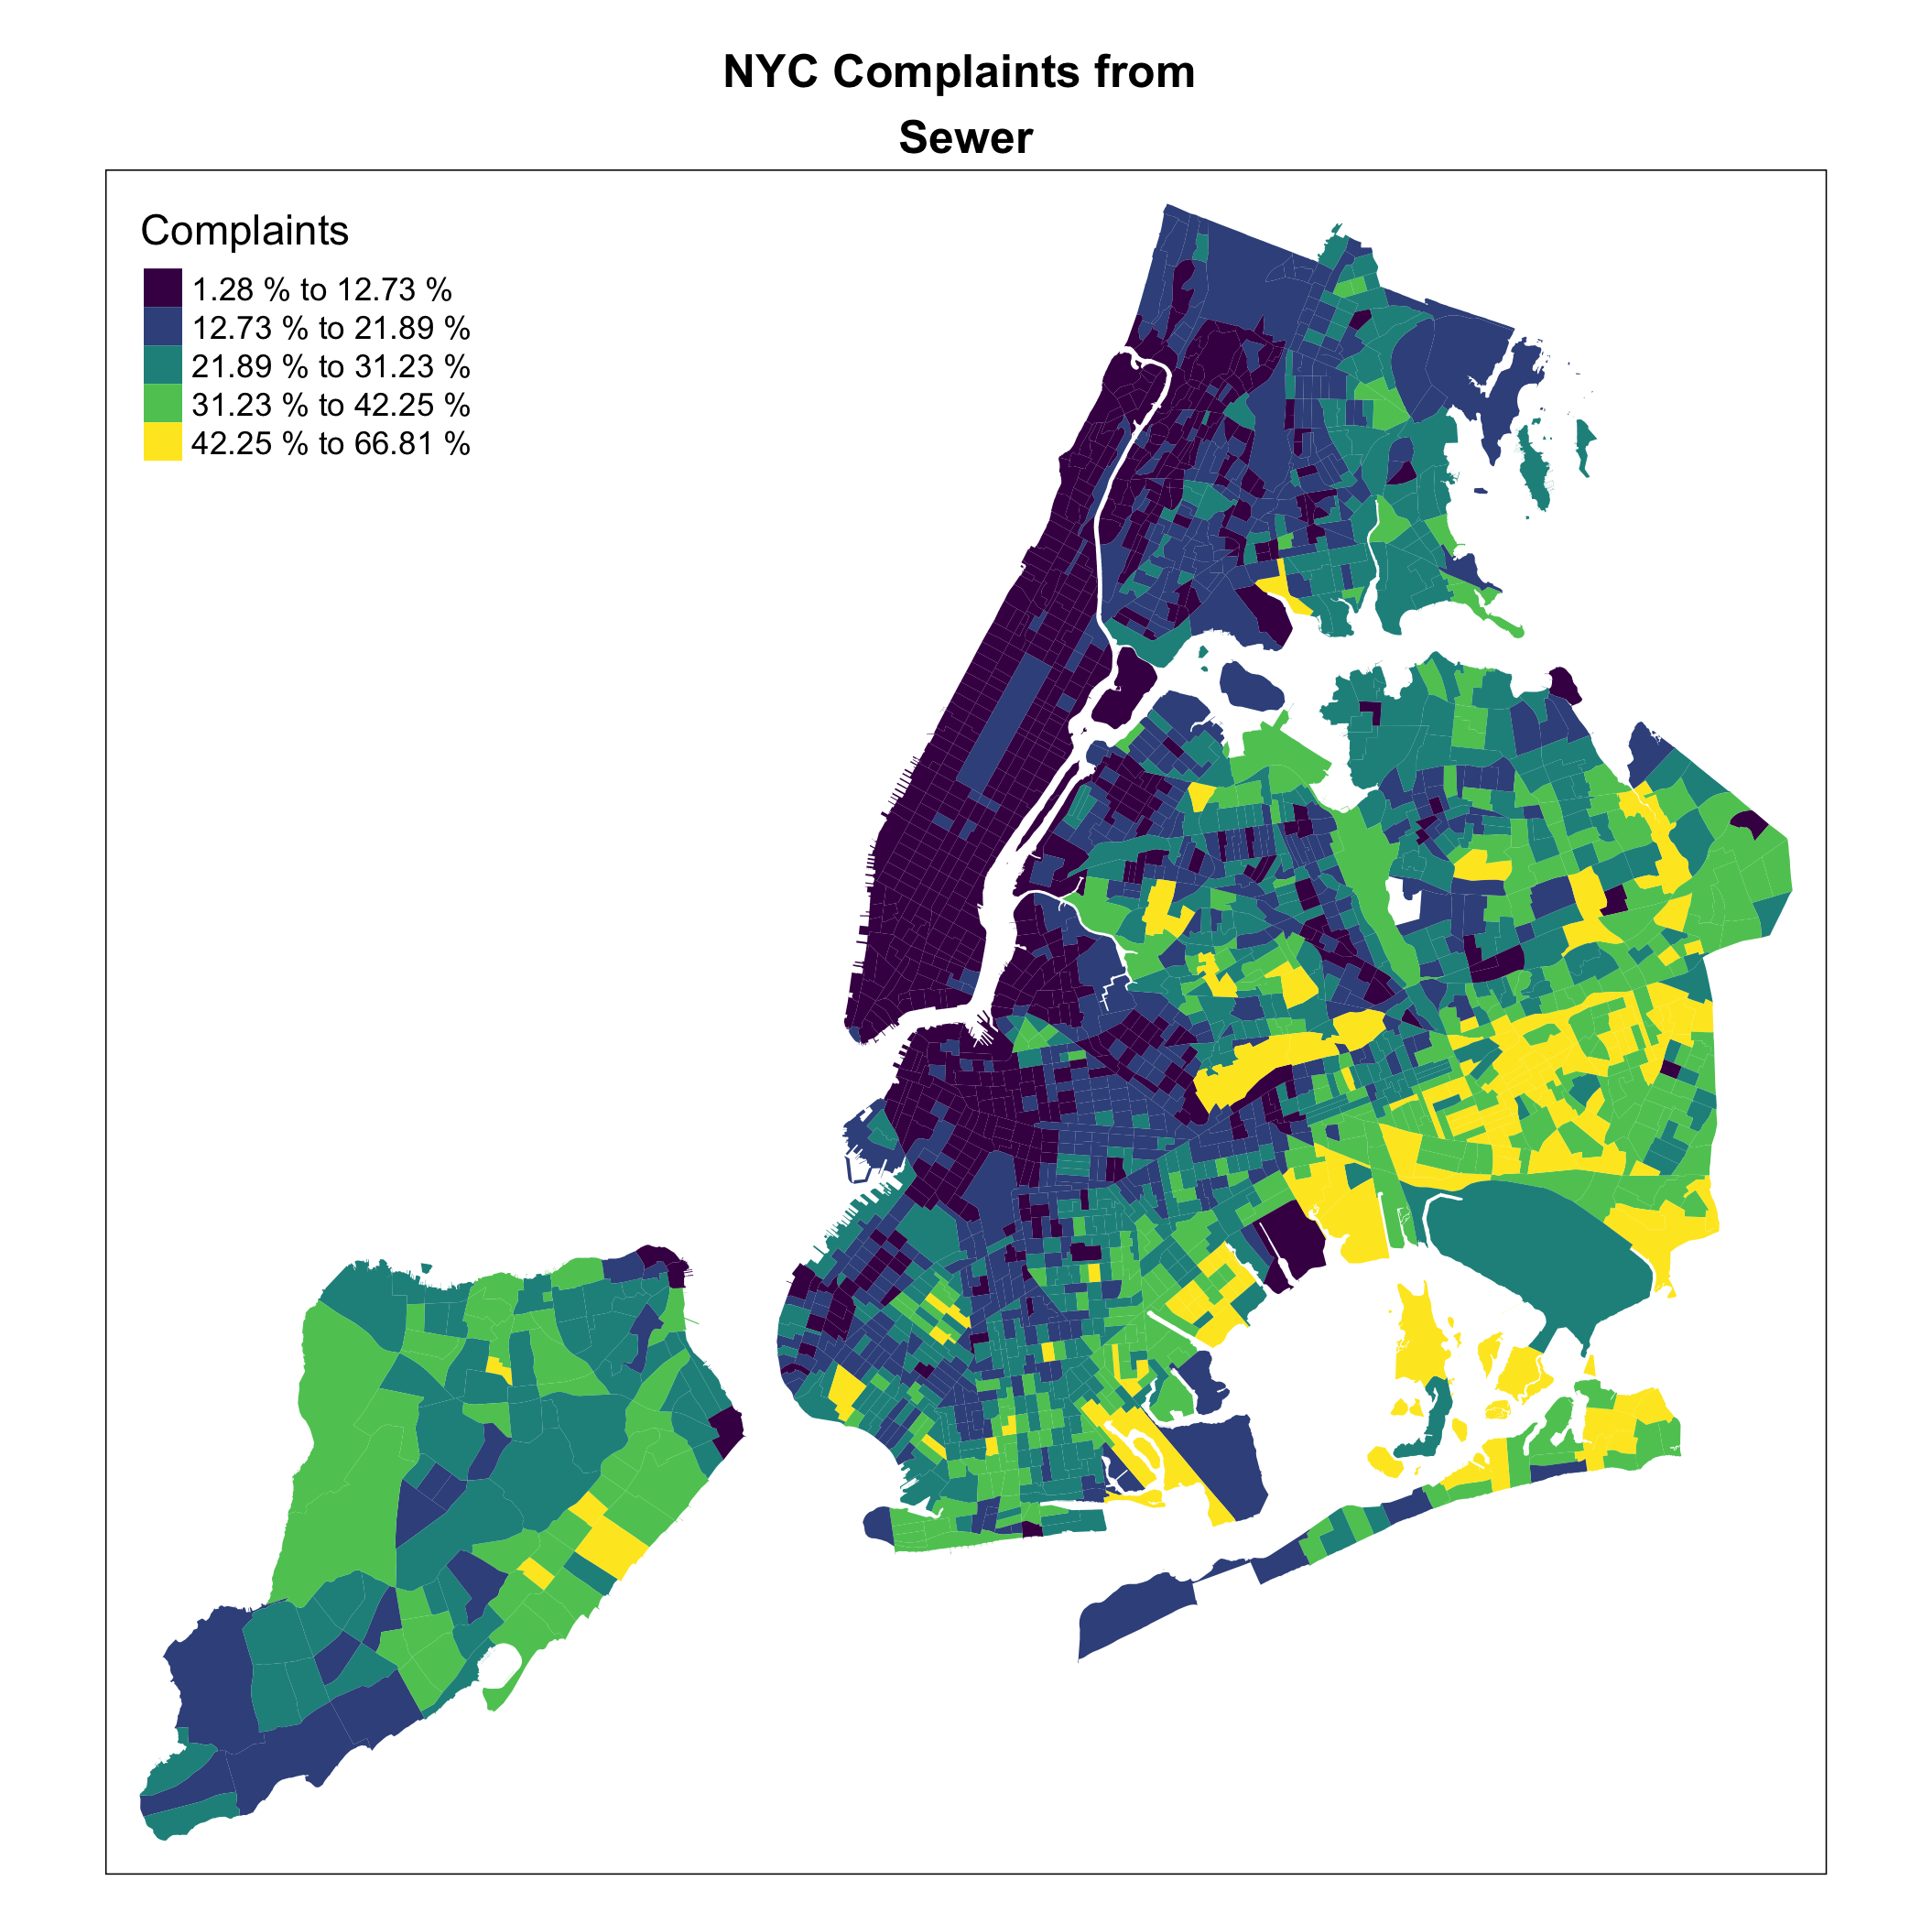 NYC Complaints from
Sewer
Complaints
1.28 % to 12.73 %
12.73 % to 21.89 %
21.89 % to 31.23 %
31.23 % to 42.25 %
42.25 % to 66.81 %